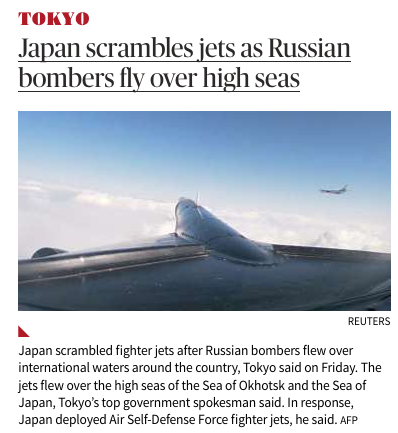 TOKYO
Japan scrambles jets as Russian
bombers fly over high seas
REUTERS
Japan scrambled fighter jets after Russian bombers flew over
international waters around the country, Tokyo said on Friday. The
jets flew over the high seas of the Sea of Okhotsk and the Sea of
Japan, Tokyo’s top government spokesman said. In response,
Japan deployed Air Self-Defense Force fighter jets, he said. AFP